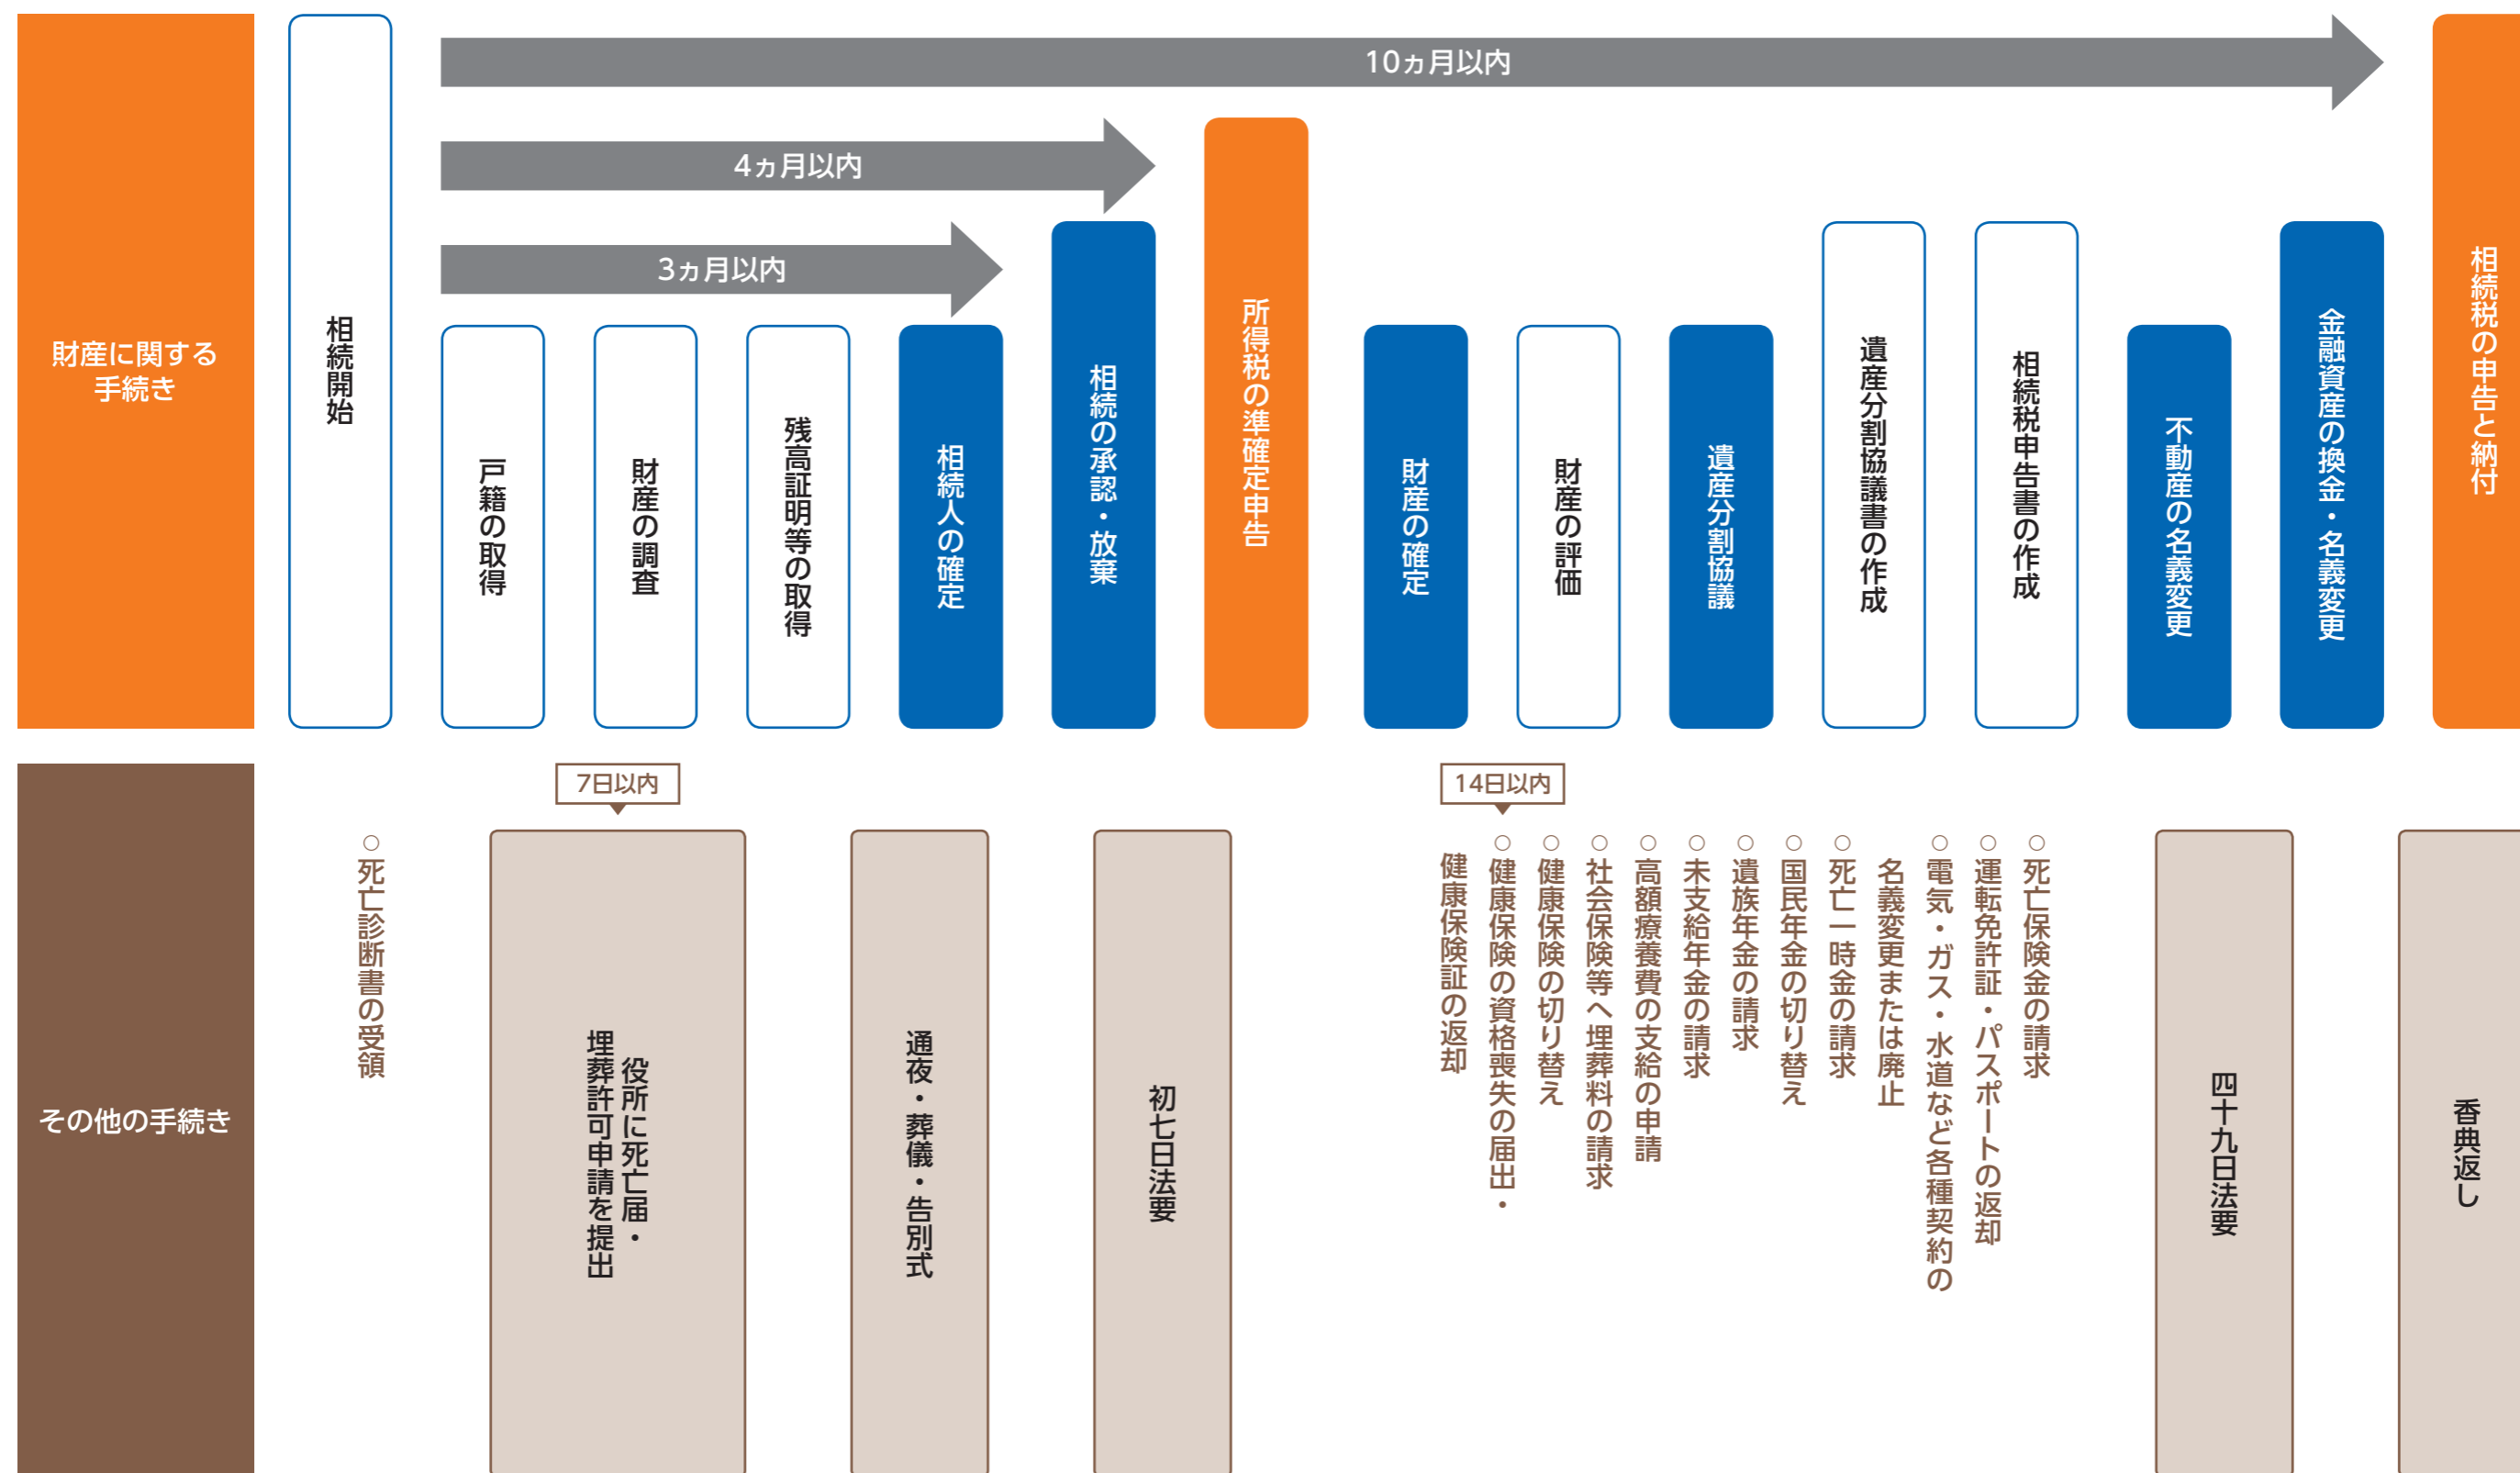 財産に関する
手続き
相続開始
10ヵ月以内
4ヵ月以内
3ヵ月以内
戸籍の取得
財産の調査
残高証明等の取得
相続人の確定
相続の承認・放棄
所得税の準確定申告
財産の確定
財産の評価
遺産分割協議
遺産分割協議書の作成
相続税申告書の作成
不動産の名義変更
金融資産の換金・名義変更
相続税の申告と納付
その他の手続き
○死亡診断書の受領
7日以内
役所に死亡届・
埋葬許可申請を提出
通夜・葬儀・告別式
初七日法要
14日以内
○健康保険の資格喪失の届出・
健康保険証の返却
○健康保険の切り替え
○社会保険等へ埋葬料の請求
○高額療養費の支給の申請
○未支給年金の請求
○遺族年金の請求
○国民年金の切り替え
○死亡一時金の請求
○電気・ガス・水道など各種契約の
名義変更または廃止
○運転免許証・パスポートの返却
○死亡保険金の請求
四十九日法要
香典返し